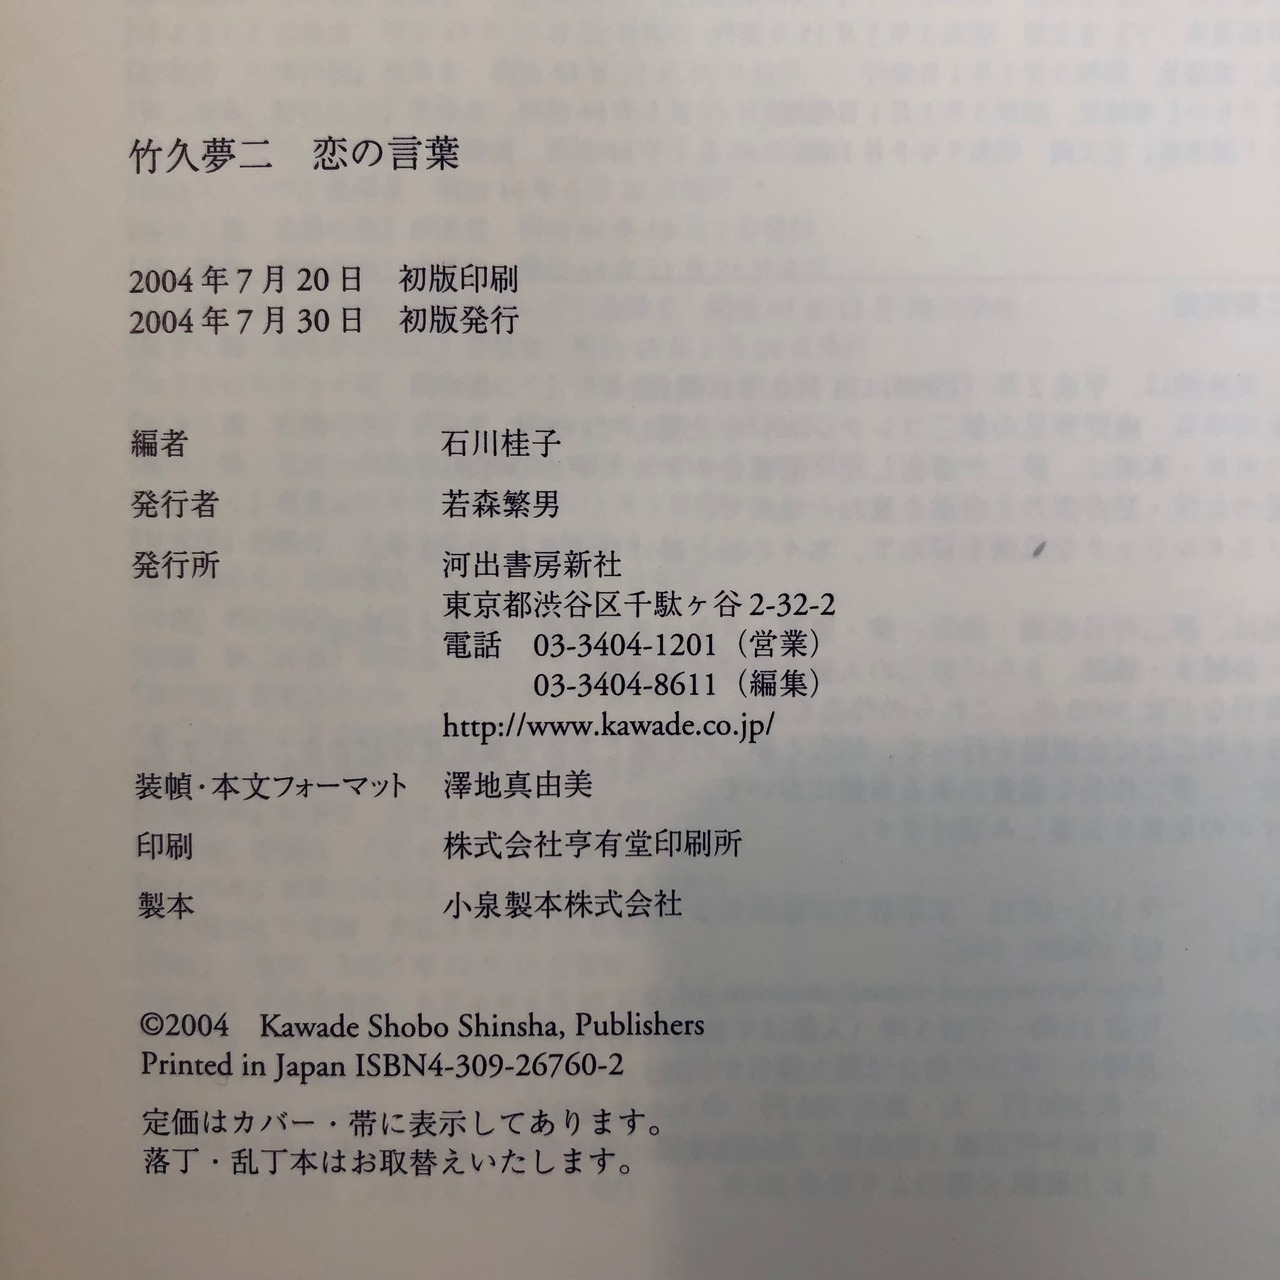 竹久夢二　恋の言葉
2004年7月20日　初版印刷
2004年7月30日　初版発行
編者　石川桂子
発行者　若森繁男
発行所　河出書房新社
東京都渋谷区千駄ヶ谷2-32-2
電話　03-3404-1201（営業）
03-3404-8611（編集）
http://www.kawade.co.jp/
装幀・本文フォーマット　澤地真由美
印刷　株式会社亨有堂印刷所
製本　小泉製本株式会社
©2004　Kawade Shobo Shinsha, Publishers
Printed in Japan ISBN4-309-26760-2
定価はカバー・帯に表示してあります。
落丁・乱丁本はお取替えいたします。